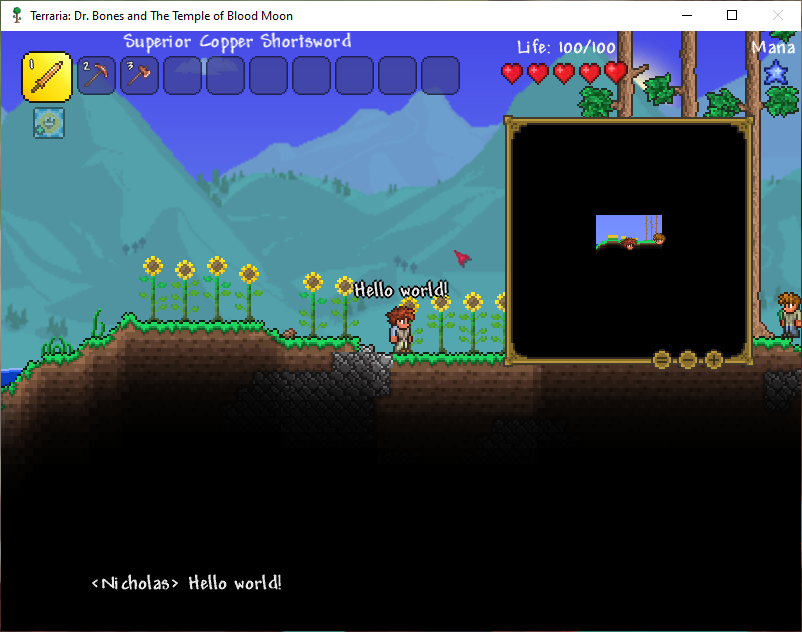 Terraria: Dr. Bones and The Temple of Blood Moon
Superior Copper Shortsword
Life: 100/100
Mana
1
2
3
Hello world!
<Nicholas> Hello world!